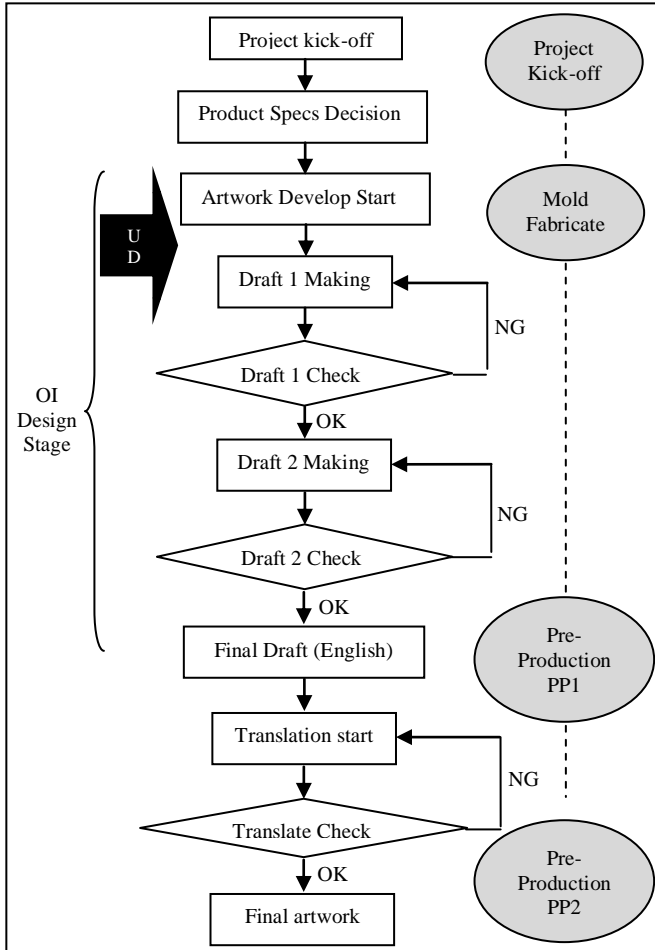 Project kick-off
Project
Kick-off
Product Specs Decision
Artwork Develop Start
Mold
Fabricate
U
D
Draft 1 Making
NG
Draft 1 Check
OI
Design
Stage
OK
Draft 2 Making
NG
Draft 2 Check
OK
Final Draft (English)
Pre-
Production
PP1
Translation start
NG
Translate Check
OK
Pre-
Production
PP2
Final artwork